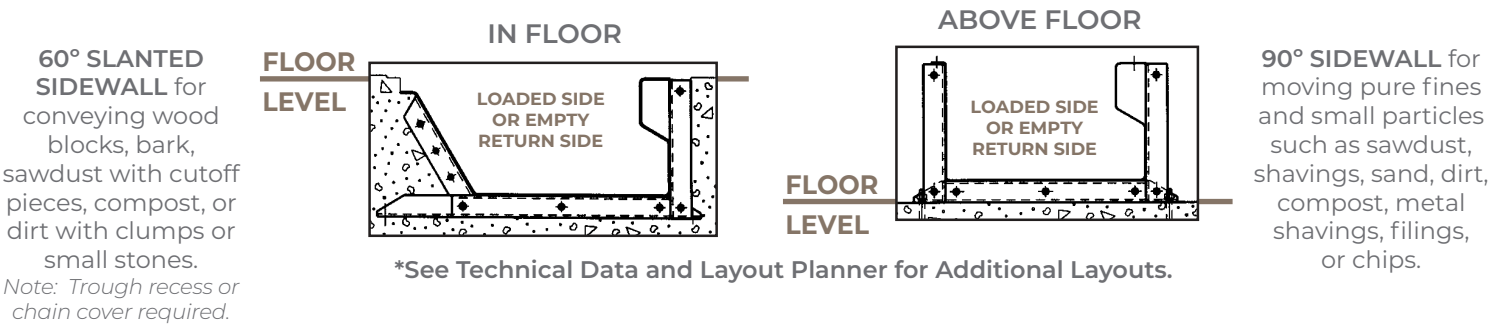 60º SLANTED
SIDEWALL for
conveying wood
blocks, bark,
sawdust with cutoff
pieces, compost, or
dirt with clumps or
small stones.
Note: Trough recess or
chain cover required.
IN FLOOR
FLOOR
LEVEL
LOADED SIDE
OR EMPTY
RETURN SIDE
ABOVE FLOOR
LOADED SIDE
OR EMPTY
RETURN SIDE
FLOOR
LEVEL
90º SIDEWALL for
moving pure fines
and small particles
such as sawdust,
shavings, sand, dirt,
compost, metal
shavings, filings,
or chips.
*See Technical Data and Layout Planner for Additional Layouts.